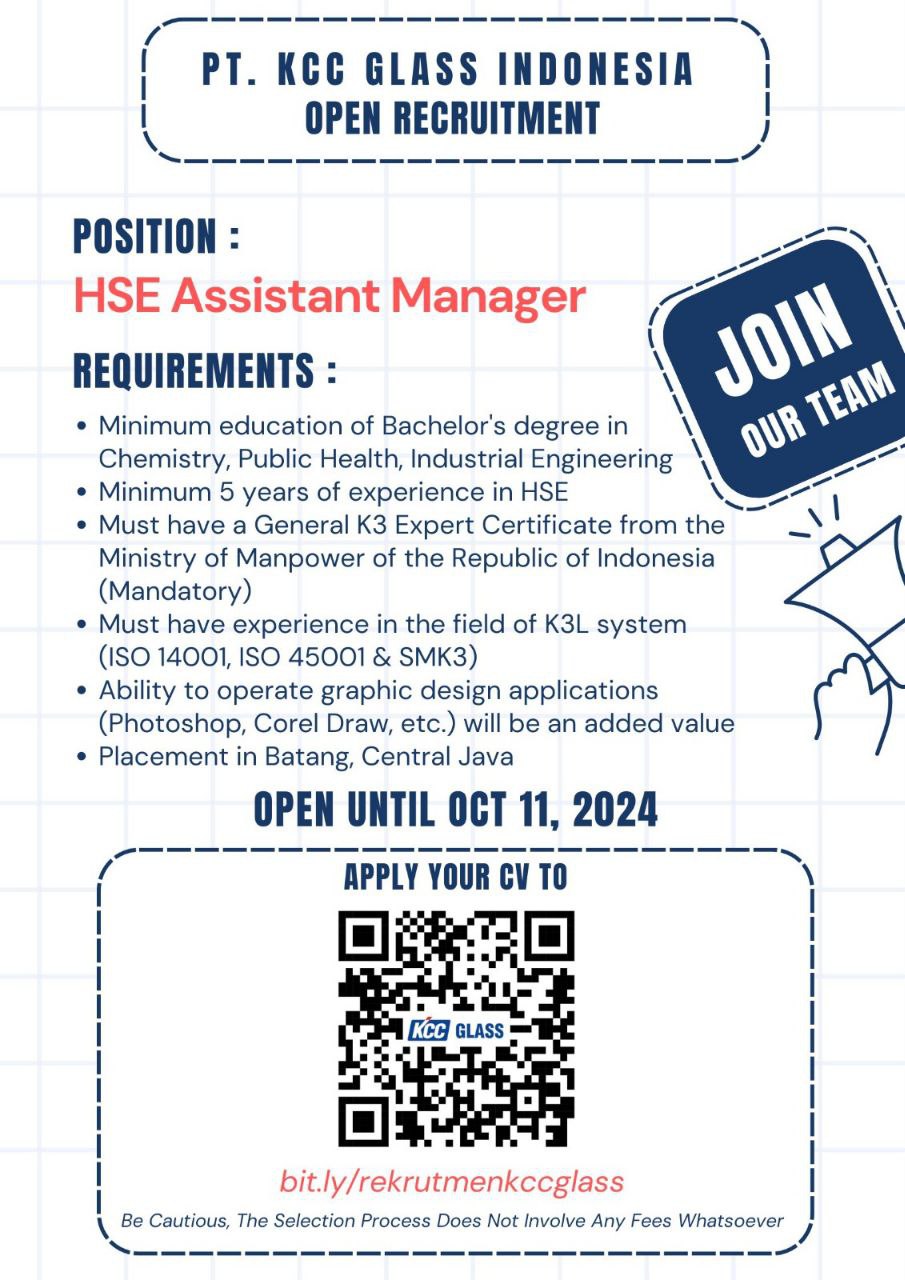 PT. KCC GLASS INDONESIA
OPEN RECRUITMENT
POSITION :
HSE Assistant Manager
JOIN
OUR TEAM
REQUIREMENTS :
• Minimum education of Bachelor's degree in
Chemistry, Public Health, Industrial Engineering
• Minimum 5 years of experience in HSE
• Must have a General K3 Expert Certificate from the
Ministry of Manpower of the Republic of Indonesia
(Mandatory)
• Must have experience in the field of K3L system
(ISO 14001, ISO 45001 & SMK3)
• Ability to operate graphic design applications
(Photoshop, Corel Draw, etc.) will be an added value
• Placement in Batang, Central Java
OPEN UNTIL OCT 11, 2024
APPLY YOUR CV TO
KCC GLASS
bit.ly/rekrutmenkccglass
Be Cautious, The Selection Process Does Not Involve Any Fees Whatsoever